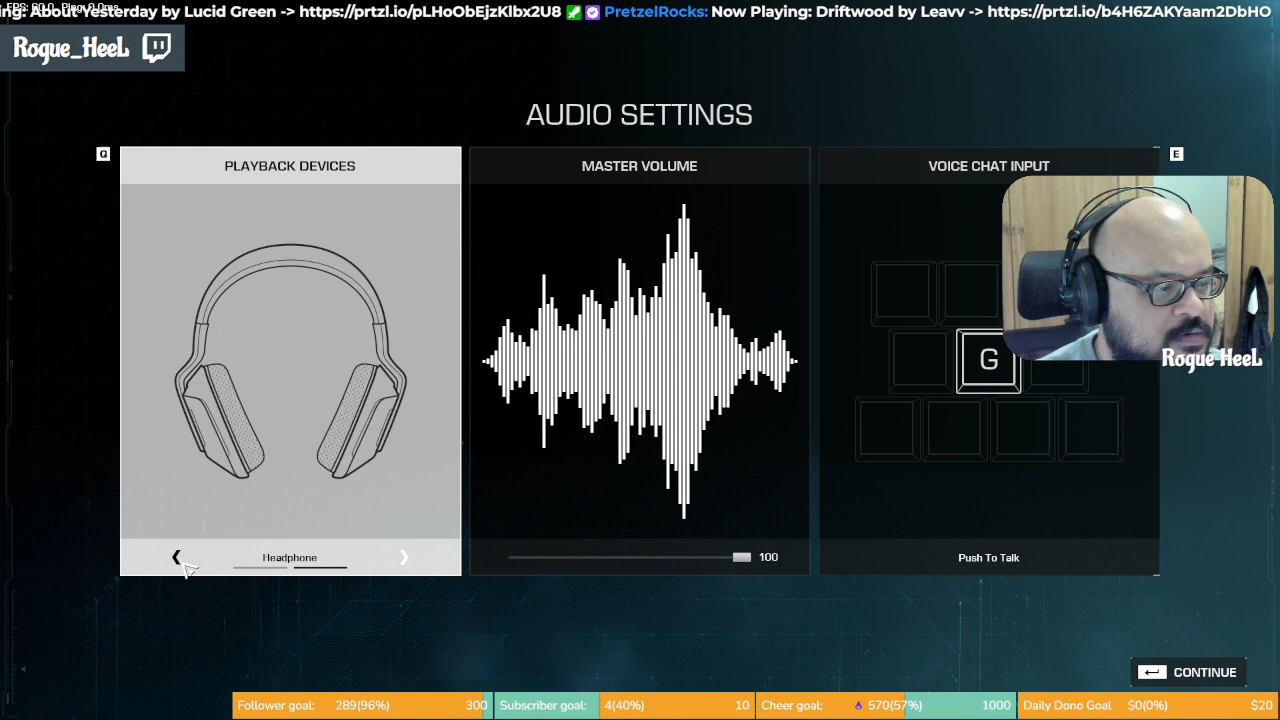 ng: About Yesterday by Lucid Green -> https://prtzl.io/pLHoObEjzKlbx2U8 PretzelRocks: Now Playing: Driftwood by Leavv -> https://prtzl.io/b4H6ZAKYaam2DbHO
Rogue_HeeL
AUDIO SETTINGS
Q
E
PLAYBACK DEVICES
MASTER VOLUME
VOICE CHAT INPUT
G
Rogue HeeL
Headphone
100
Push To Talk
CONTINUE
Follower goal: 289(96%) 300
Subscriber goal: 4(40%) 10
Cheer goal: 570(57%) 1000
Daily Dono Goal $0(0%) $20